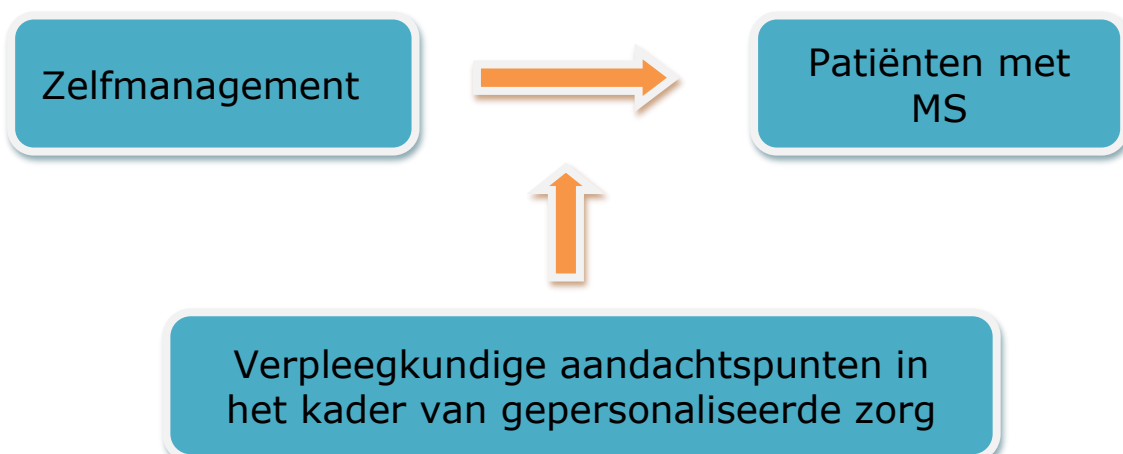 Zelfmanagement
Patiënten met
MS
Verpleegkundige aandachtspunten in
het kader van gepersonaliseerde zorg